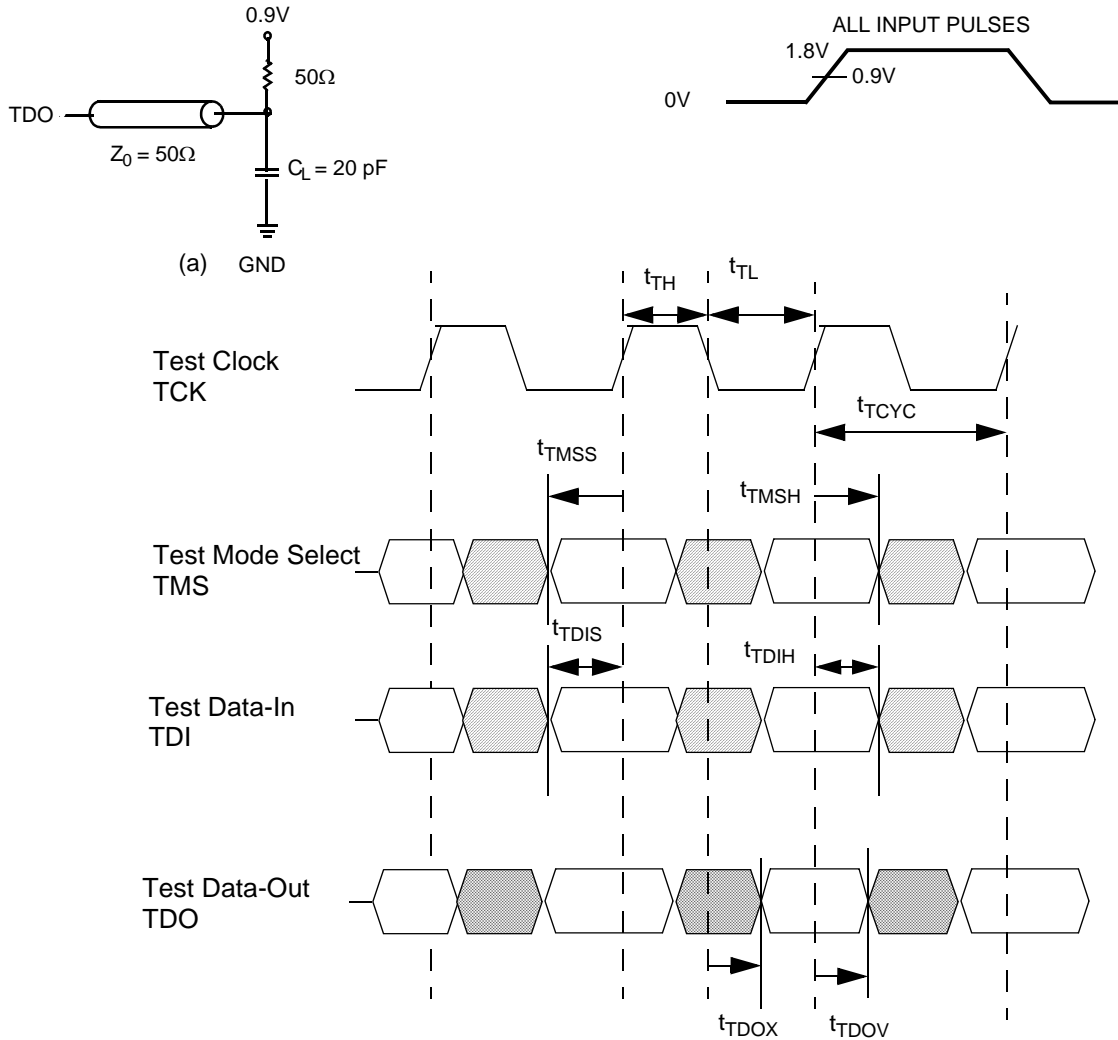 0.9V
ALL INPUT PULSES
1.8V
50Ω
0.9V
0V
TDO
Z0 = 50Ω
CL = 20 pF
(a) GND
tTH
tTL
Test Clock
TCK
tTCYC
tTMSS
tTMSH
Test Mode Select
TMS
tTDIS
tTDIH
Test Data-In
TDI
Test Data-Out
TDO
tTDOX
tTDOV